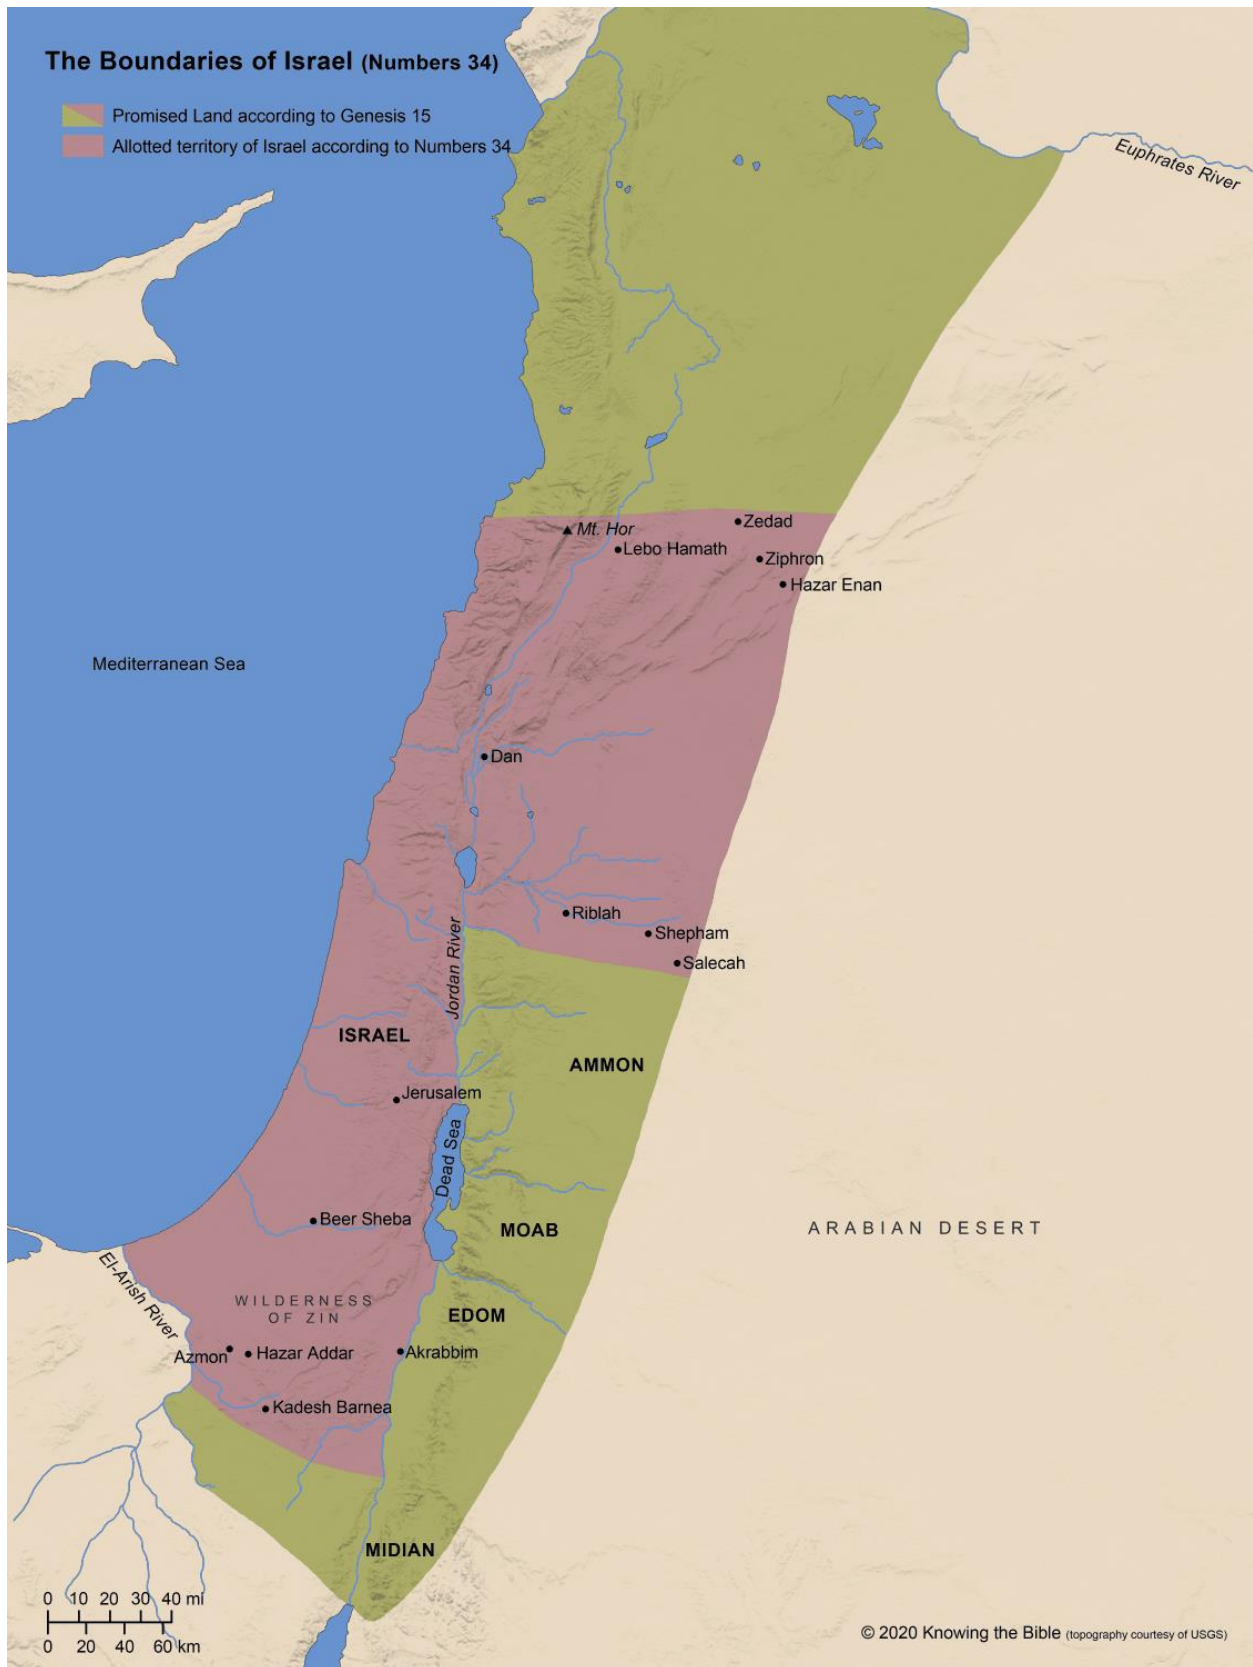 The Boundaries of Israel (Numbers 34)
Promised Land according to Genesis 15
Allotted territory of Israel according to Numbers 34
Euphrates River
Mt. Hor
Zedad
Lebo Hamath
Ziphron
Hazar Enan
Mediterranean Sea
Dan
Riblah
Shepham
Salecah
Jordan River
ISRAEL
AMMON
Jerusalem
Dead Sea
Beer Sheba
MOAB
ARABIAN DESERT
El-Arish River
WILDERNESS
OF ZIN
EDOM
Azmon
Hazar Addar
Akrabbim
Kadesh Barnea
MIDIAN
0 10 20 30 40 mi
0 20 40 60 km
© 2020 Knowing the Bible (topography courtesy of USGS)